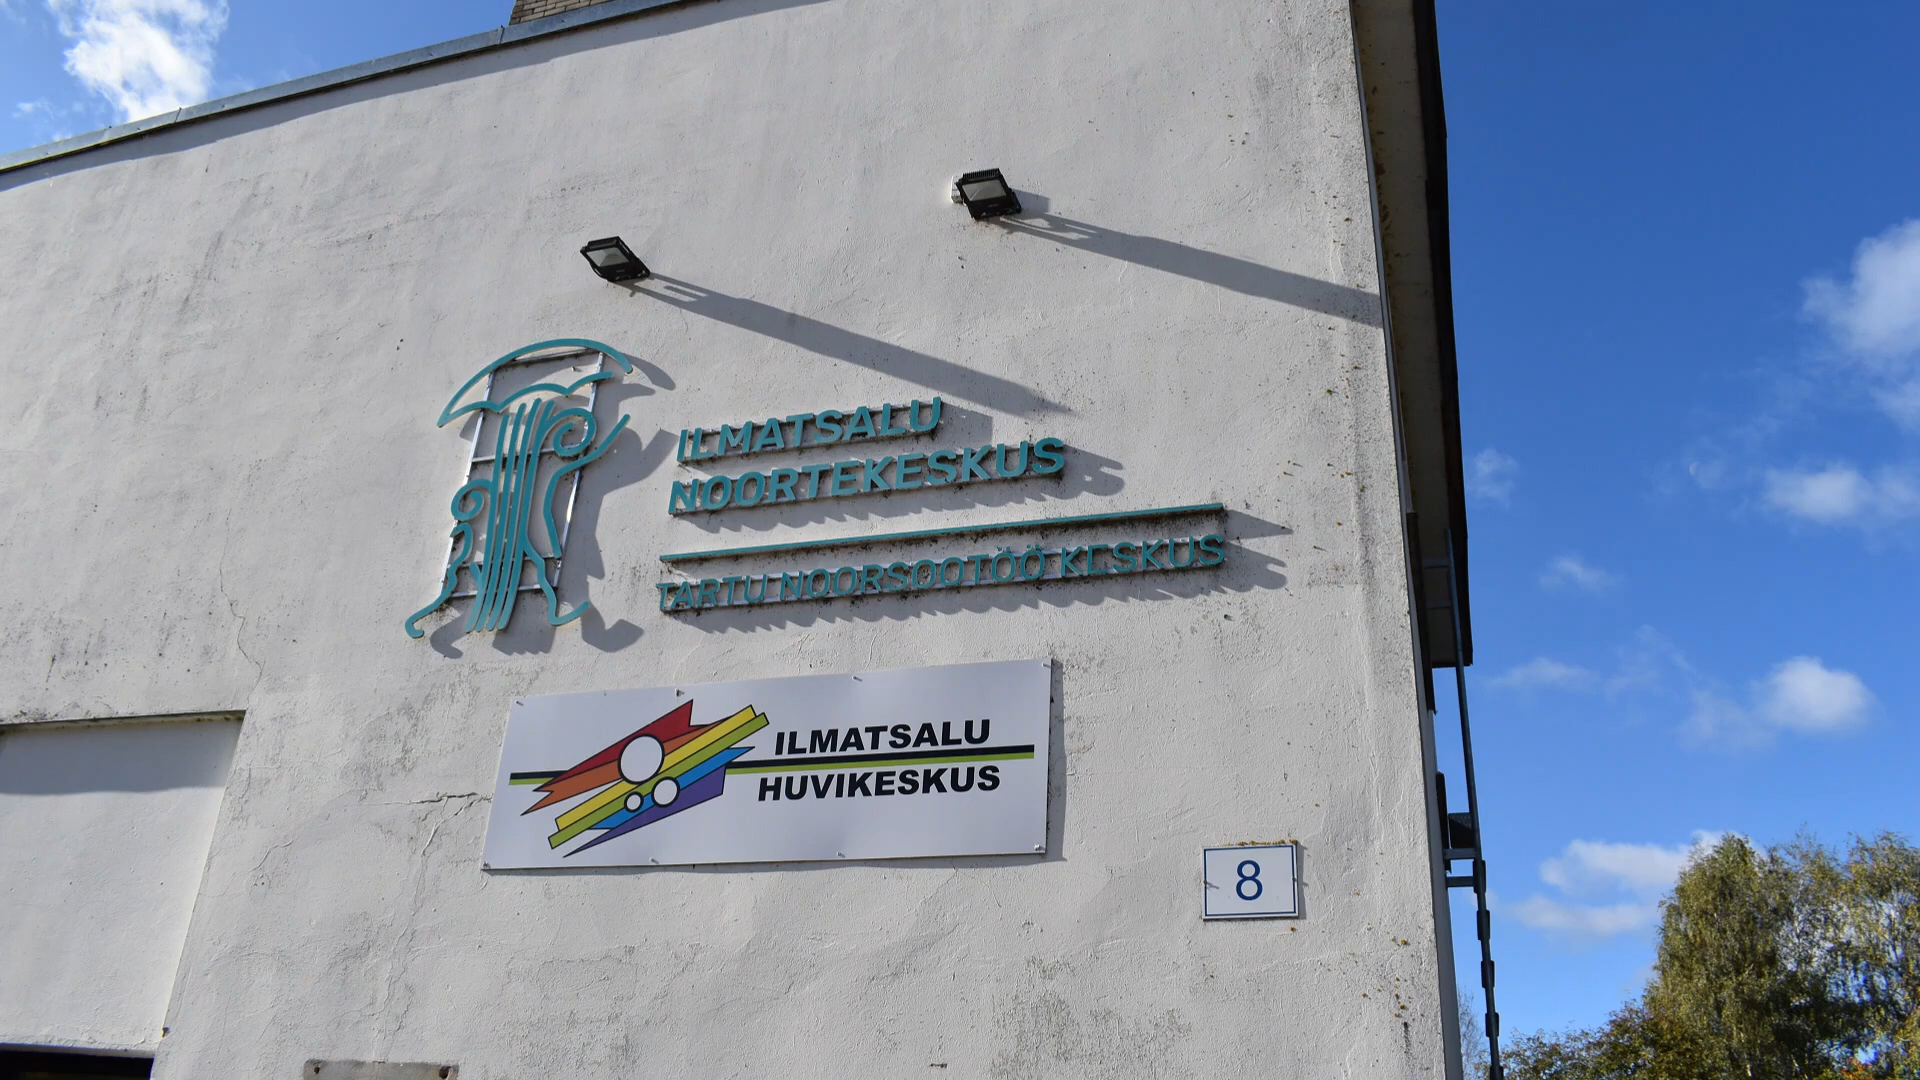 ILMATSALU
NOORTEKESKUS
TARTU NOORSOOTÖÖ KESKUS
ILMATSALU
HUVIKESKUS
8